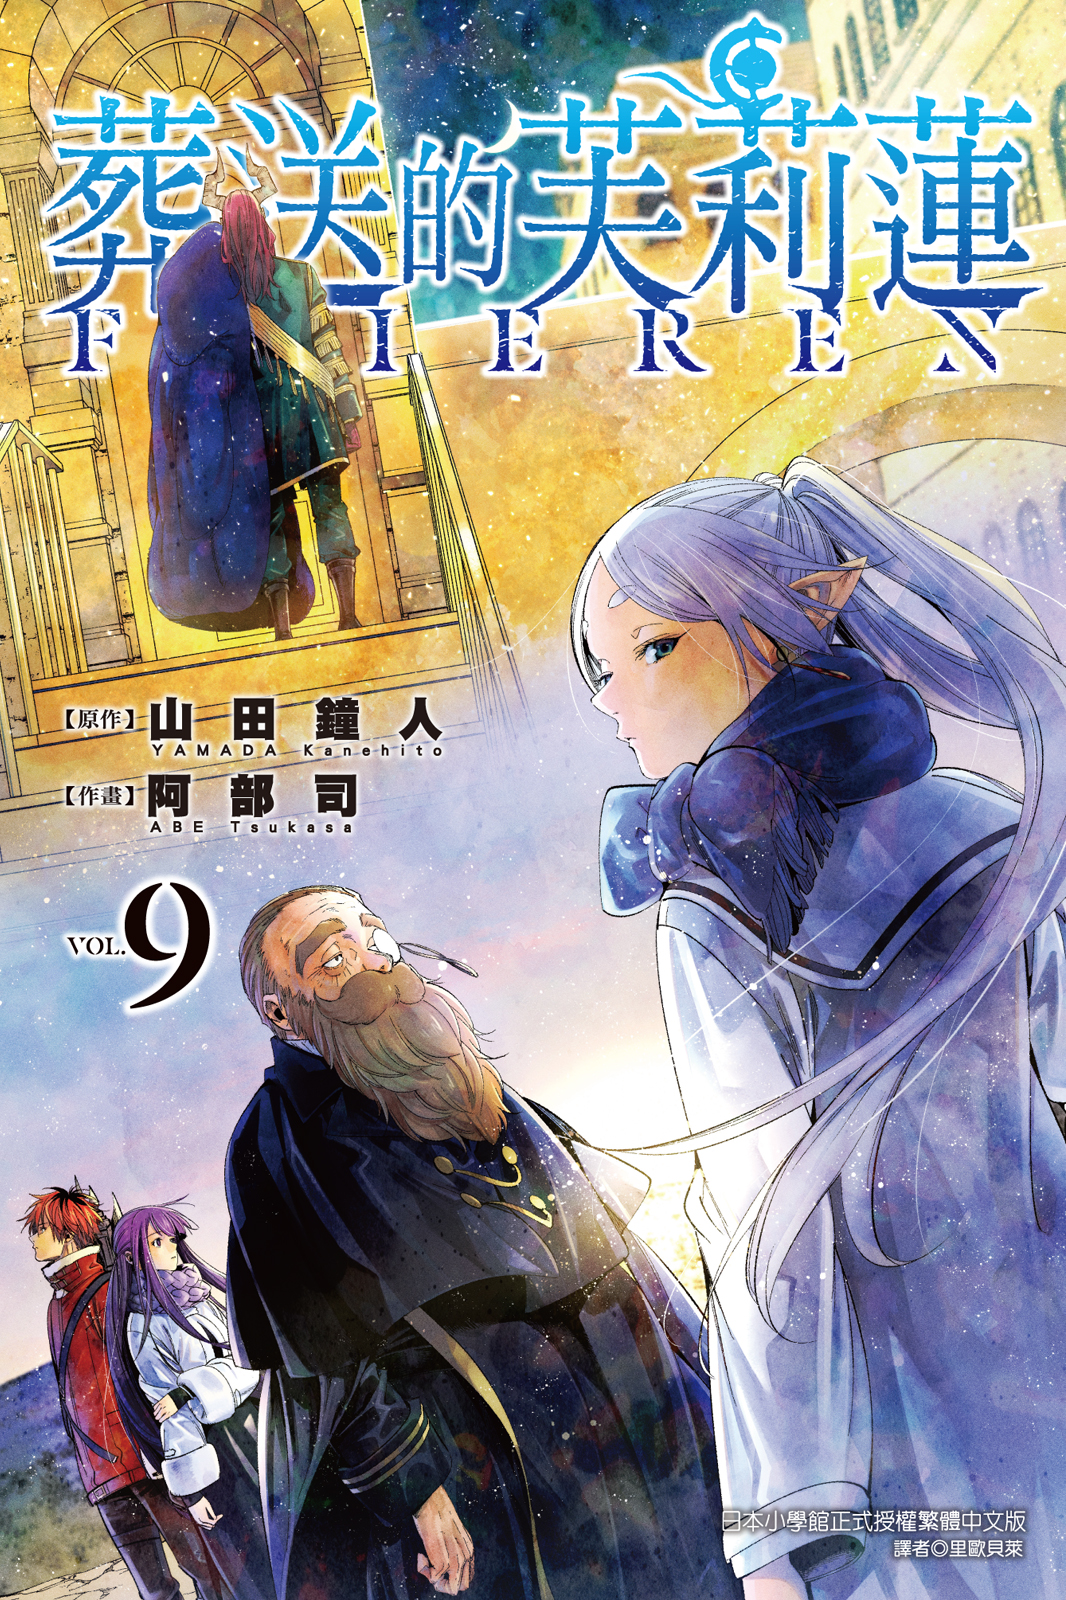 葬送的芙莉蓮
FRIEREN
【原作】山田鐘人
YAMADA Kanehito
【作畫】阿部司
ABE Tsukasa
VOL.9
日本小學館正式授權繁體中文版
譯者◎里歐貝萊